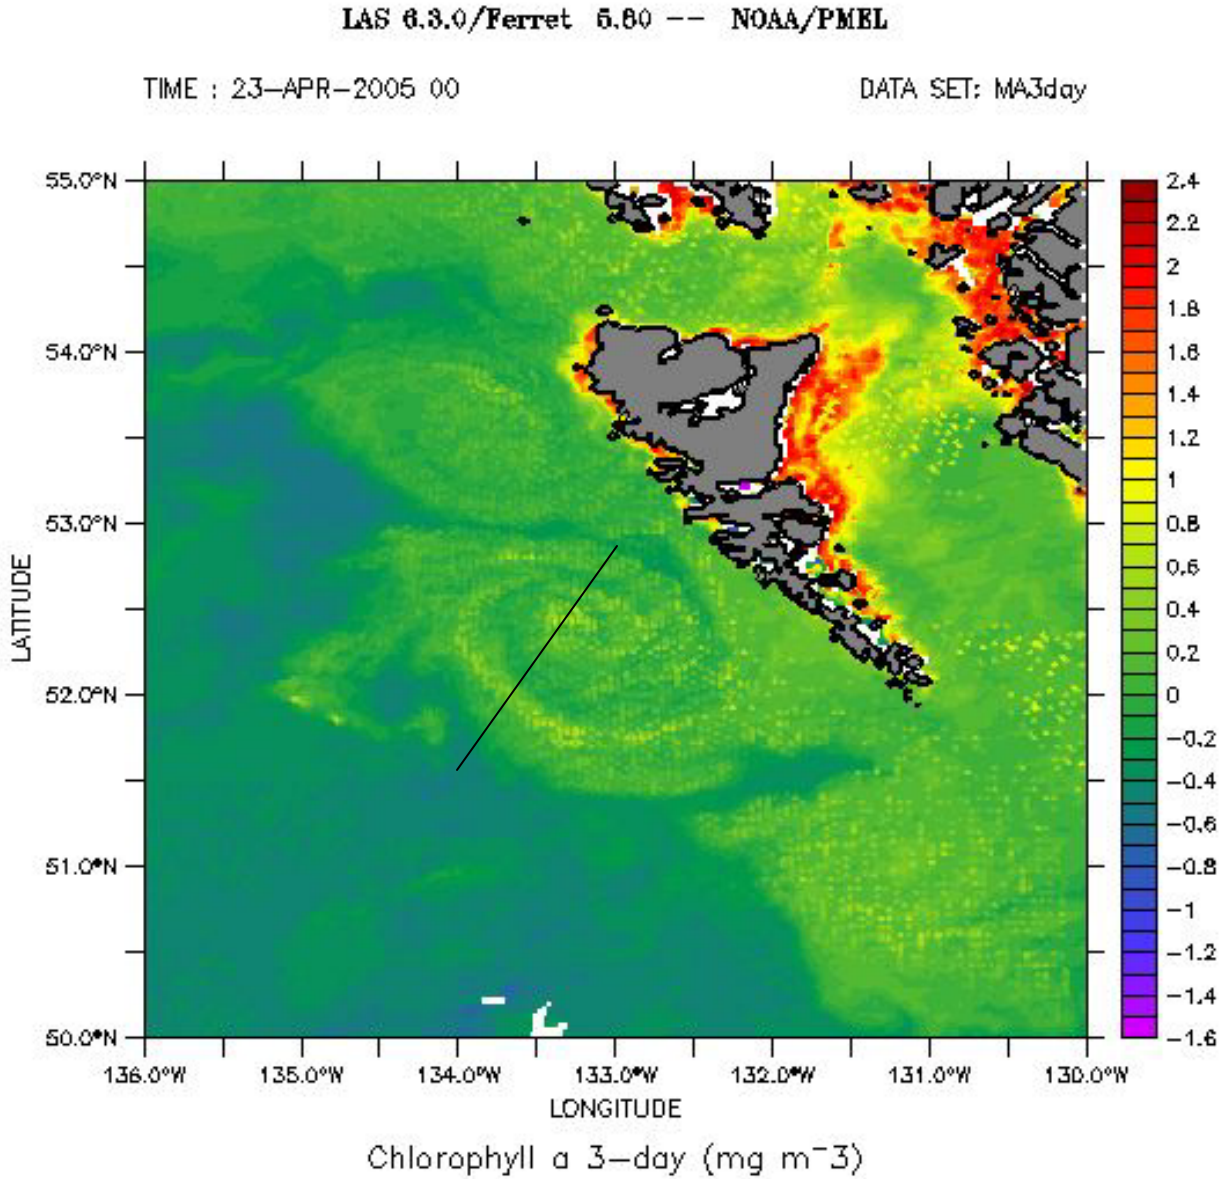 LAS 6.3.0/Ferret 5.80 -- NOAA/PMEL
TIME : 23-APR-2005 00
DATA SET: MA3day
55.0°N
54.0°N
53.0°N
52.0°N
51.0°N
50.0°N
LATITUDE
136.0°W
135.0°W
134.0°W
133.0°W
132.0°W
131.0°W
130.0°W
LONGITUDE
2.4
2.2
2
1.8
1.6
1.4
1.2
1
0.8
0.6
0.4
0.2
0
-0.2
-0.4
-0.6
-0.8
-1
-1.2
-1.4
-1.6
Chlorophyll a 3-day (mg m-3)